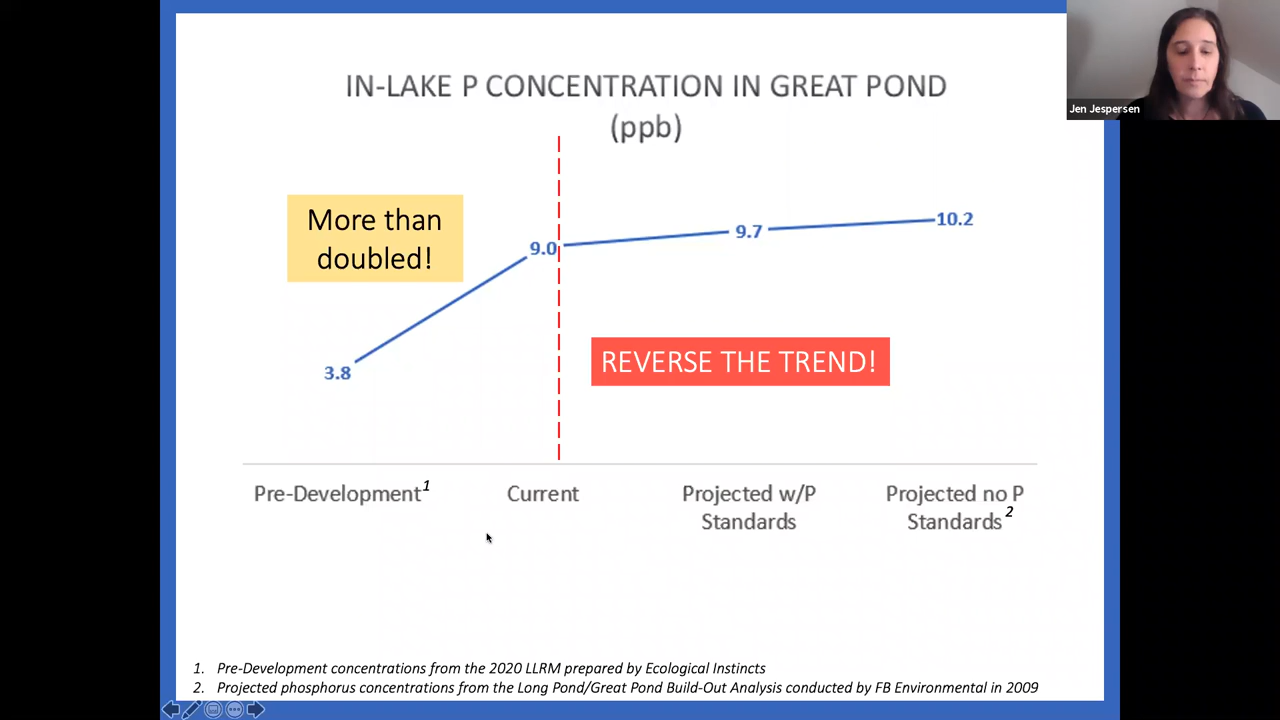 IN-LAKE P CONCENTRATION IN GREAT POND
(ppb)
Jen Jespersen
More than
doubled!
9.0
9.7
10.2
3.8
REVERSE THE TREND!
Pre-Development1
Current
Projected w/P
Standards
Projected no P
Standards2
1. Pre-Development concentrations from the 2020 LLRM prepared by Ecological Instincts
2. Projected phosphorus concentrations from the Long Pond/Great Pond Build-Out Analysis conducted by FB Environmental in 2009